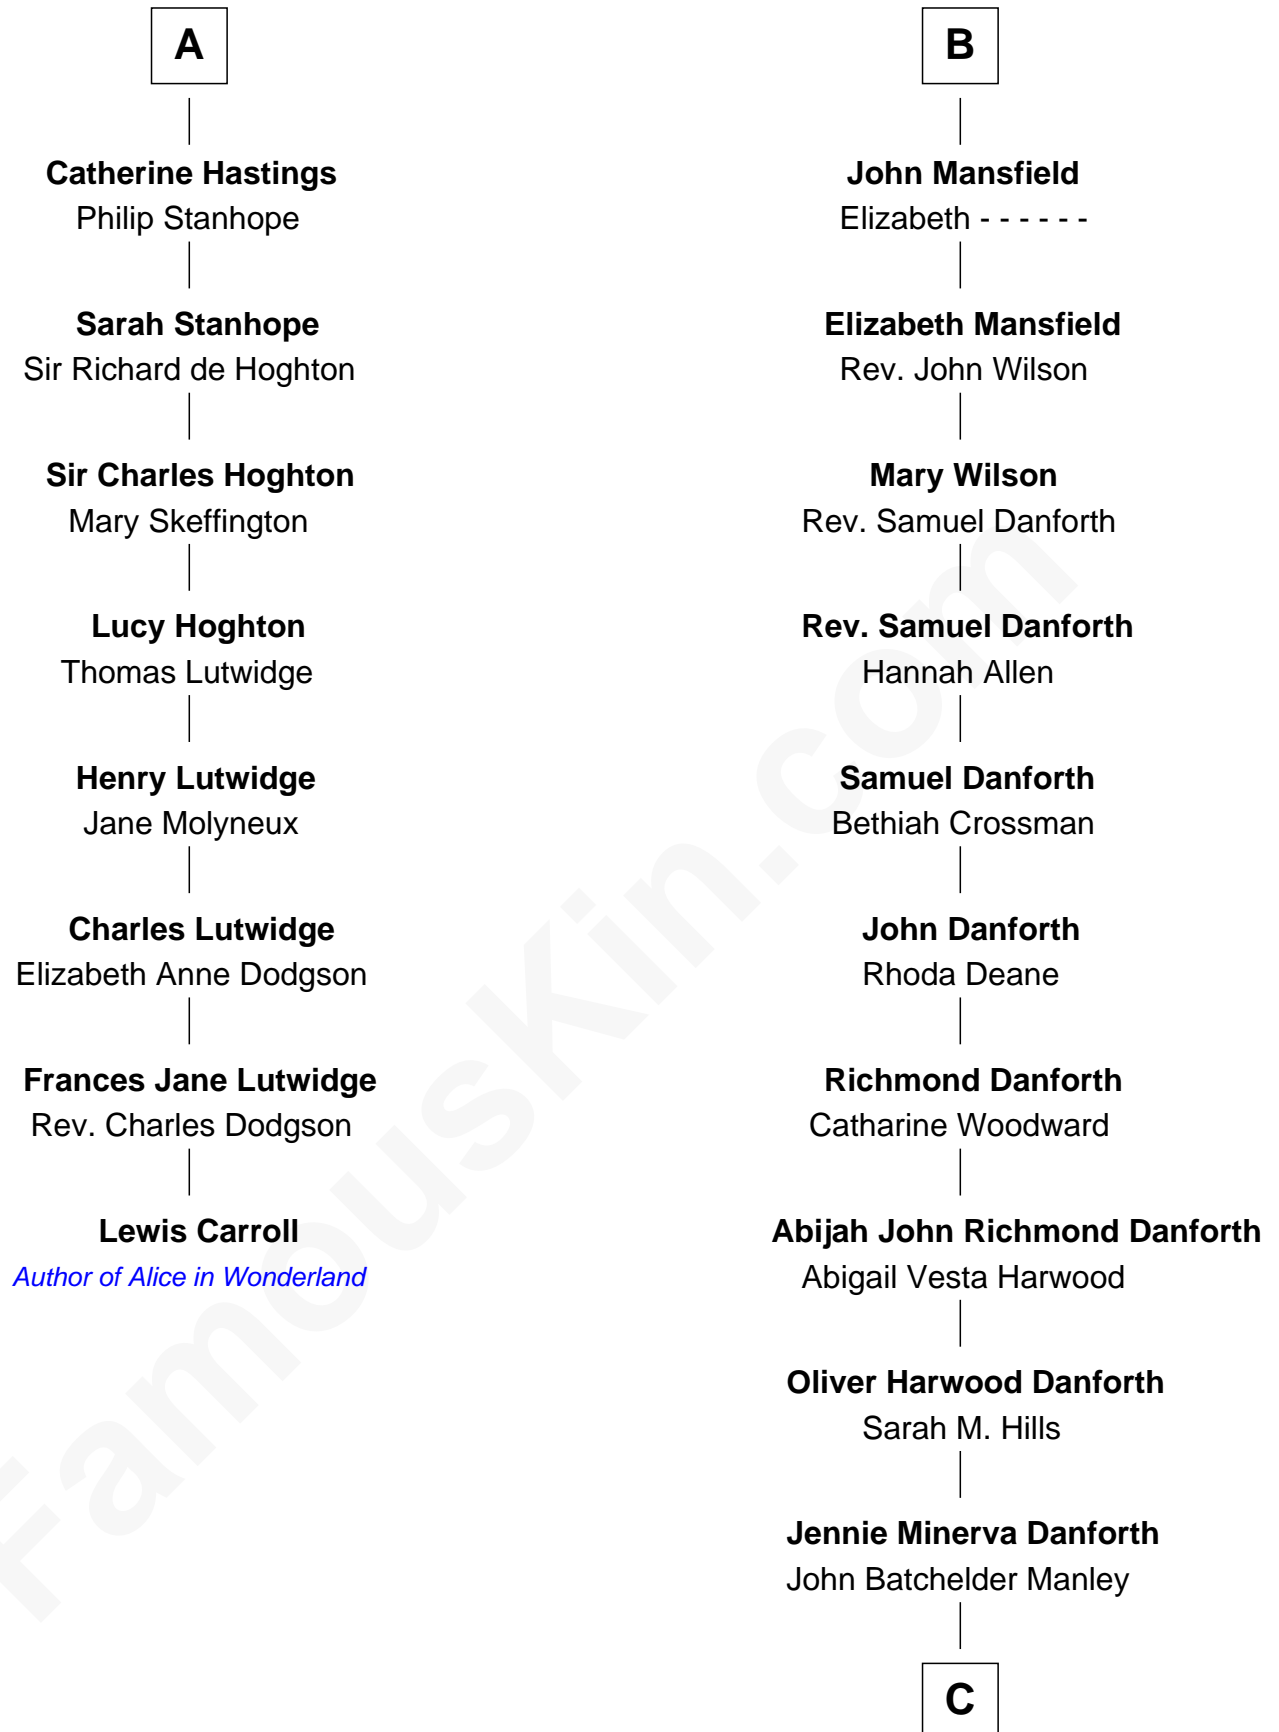 A
Catherine Hastings
Philip Stanhope
Sarah Stanhope
Sir Richard de Hoghton
Sir Charles Hoghton
Mary Skeffington
Lucy Hoghton
Thomas Lutwidge
Henry Lutwidge
Jane Molyneux
Charles Lutwidge
Elizabeth Anne Dodgson
Frances Jane Lutwidge
Rev. Charles Dodgson
Lewis Carroll
Author of Alice in Wonderland
B
John Mansfield
Elizabeth - - - - - -
Elizabeth Mansfield
Rev. John Wilson
Mary Wilson
Rev. Samuel Danforth
Rev. Samuel Danforth
Hannah Allen
Samuel Danforth
Bethiah Crossman
John Danforth
Rhoda Deane
Richmond Danforth
Catharine Woodward
Abijah John Richmond Danforth
Abigail Vesta Harwood
Oliver Harwood Danforth
Sarah M. Hills
Jennie Minerva Danforth
John Batchelder Manley
C
FamousKin.com